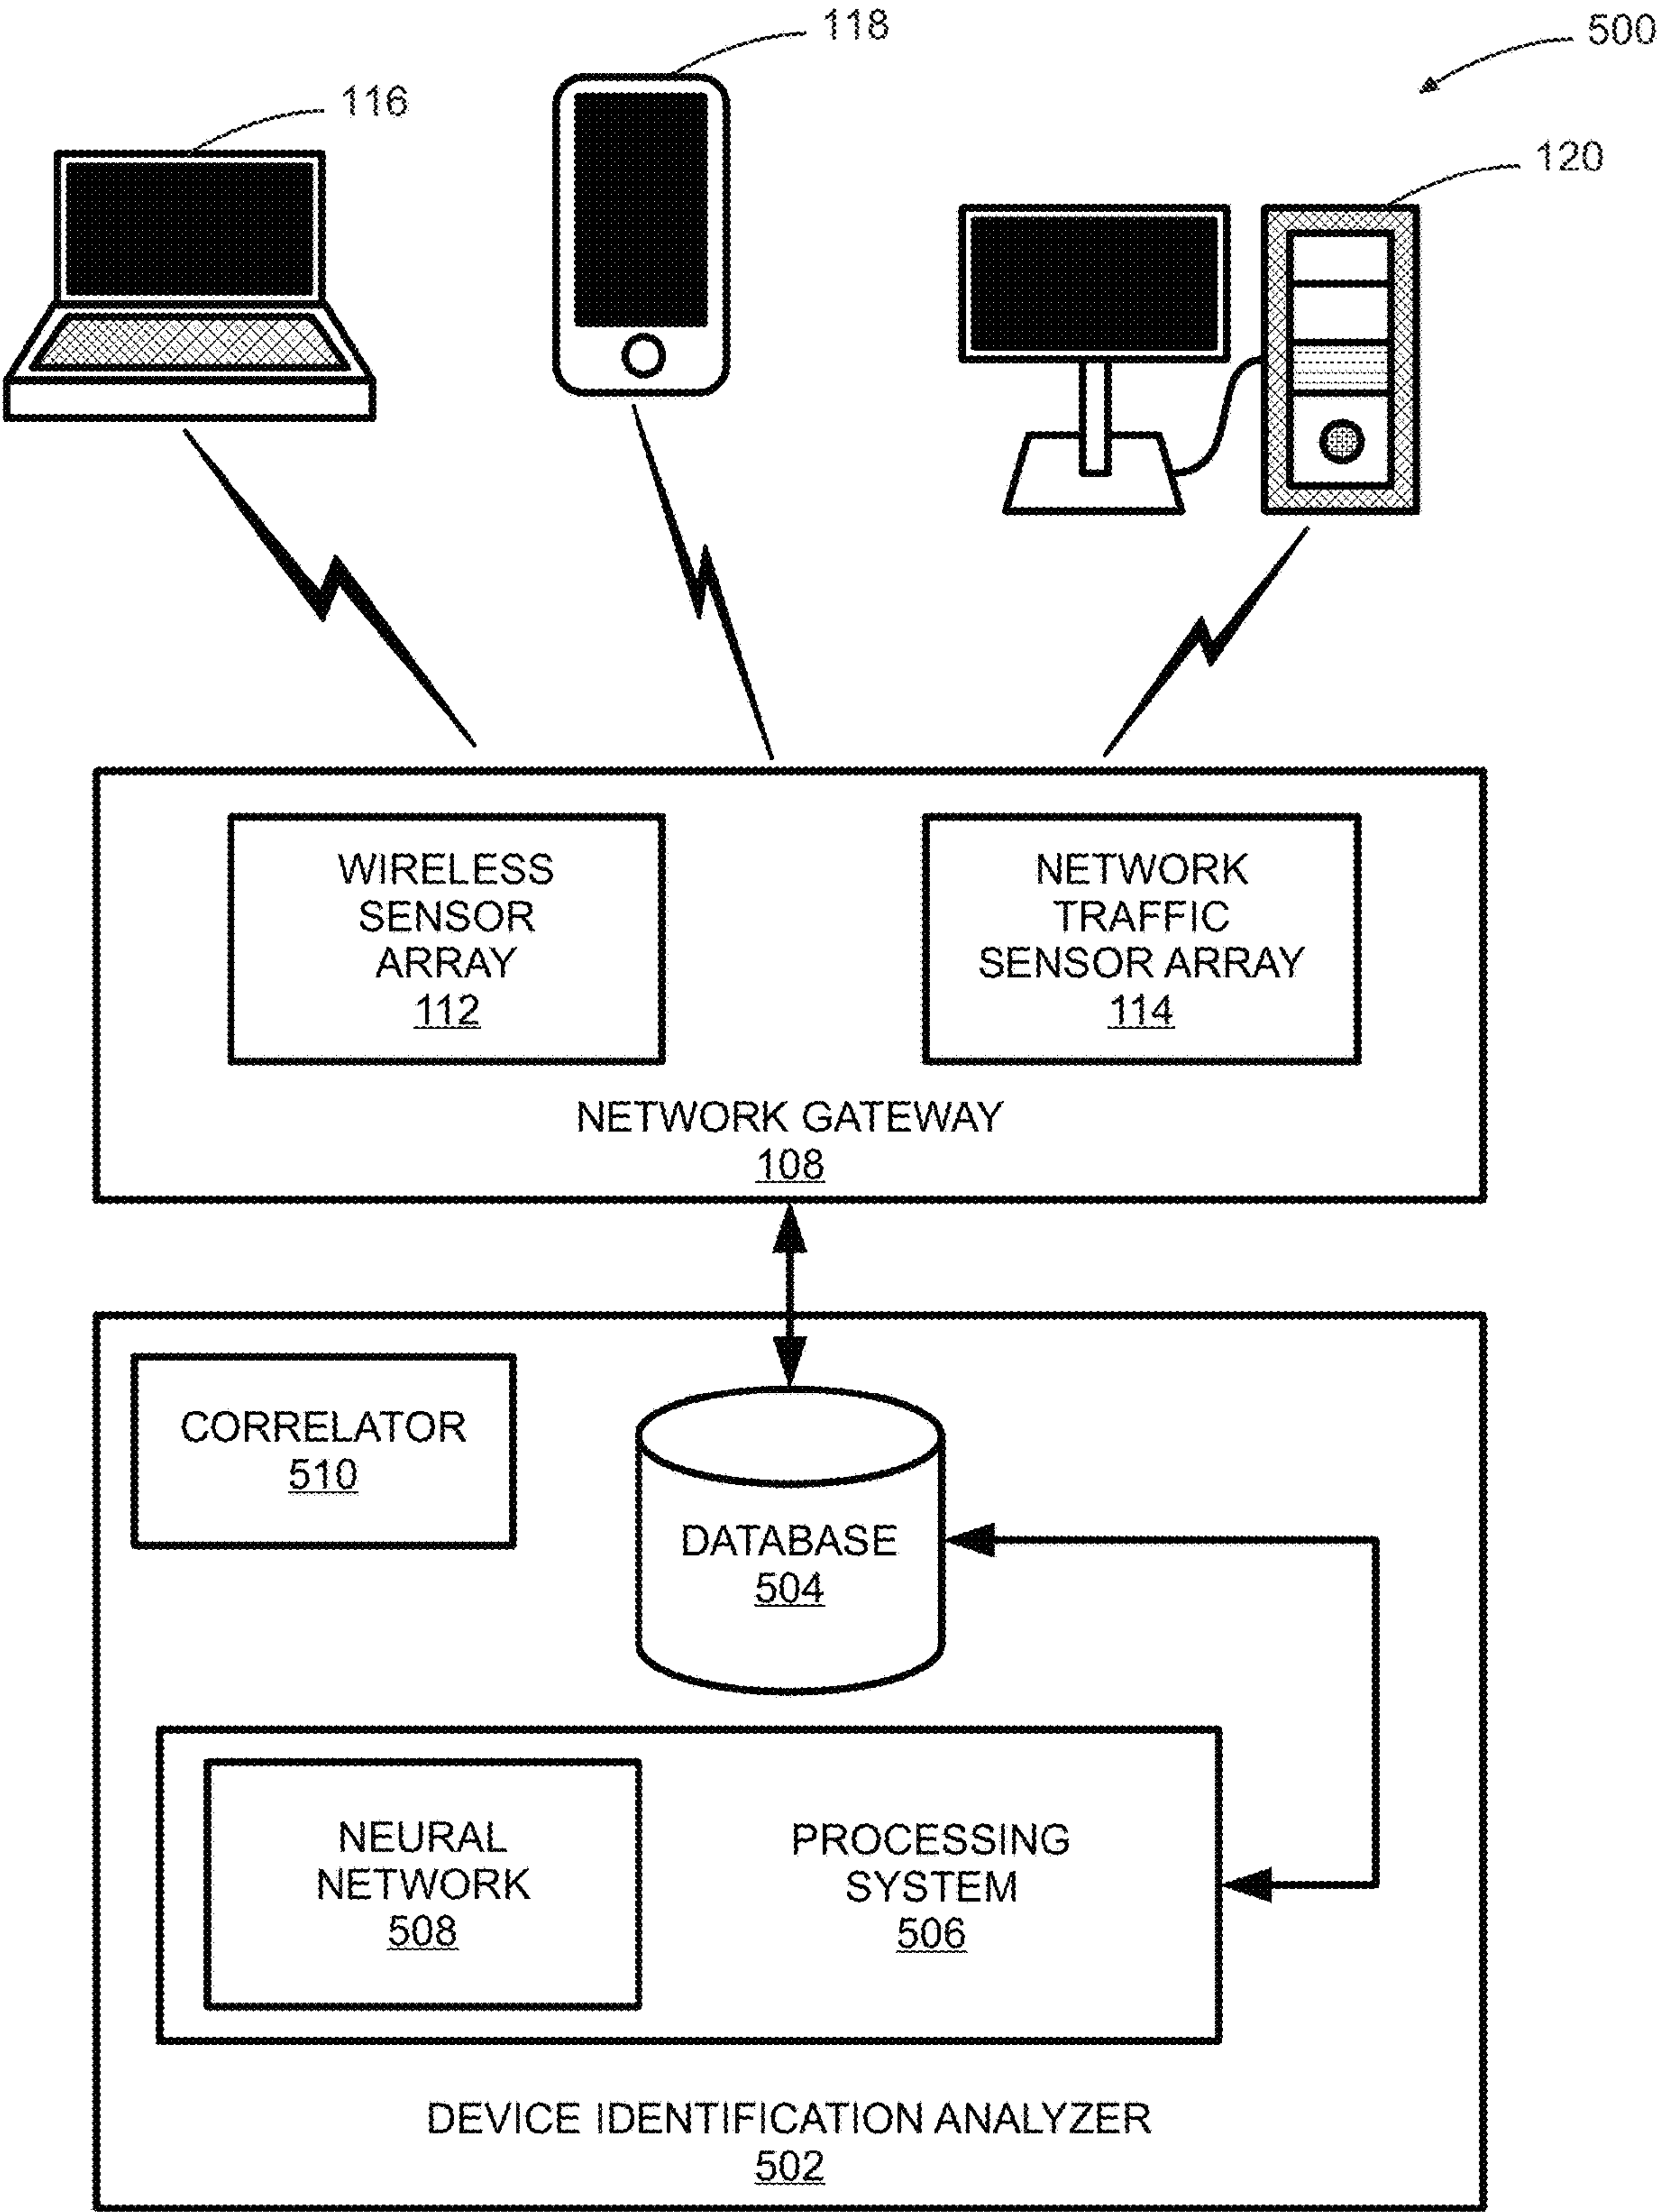 118
500
116
120
WIRELESS
SENSOR
ARRAY
112
NETWORK
TRAFFIC
SENSOR ARRAY
114
NETWORK GATEWAY
108
CORRELATOR
510
DATABASE
504
NEURAL
NETWORK
508
PROCESSING
SYSTEM
506
DEVICE IDENTIFICATION ANALYZER
502